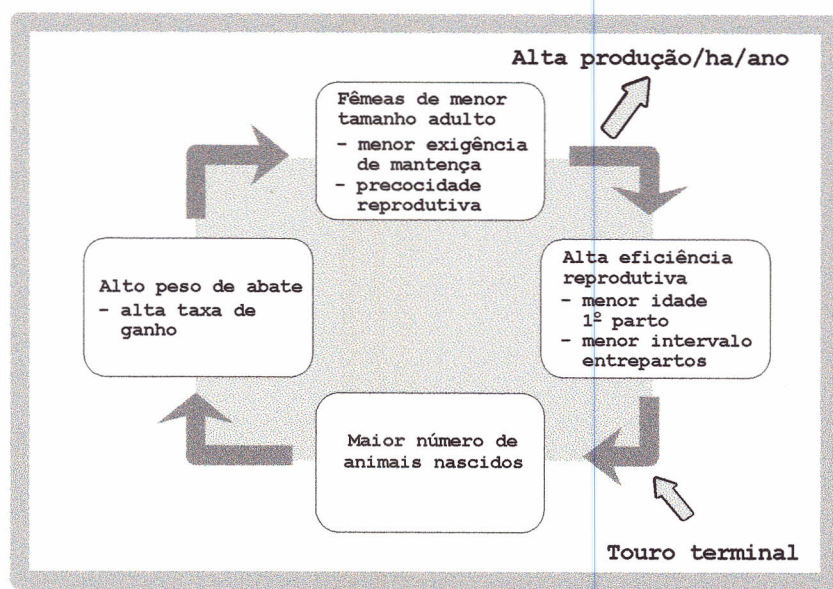 Alta produção/ha/ano
Fêmeas de menor
tamanho adulto
- menor exigência
de mantença
- precocidade
reprodutiva
Alta eficiência
reprodutiva
- menor idade
1º parto
- menor intervalo
entrepartos
Alto peso de abate
- alta taxa de
ganho
Maior número de
animais nascidos
Touro terminal